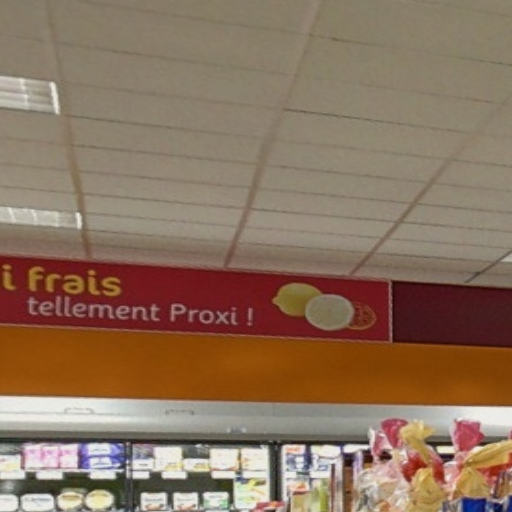 i frais
tellement Proxi !